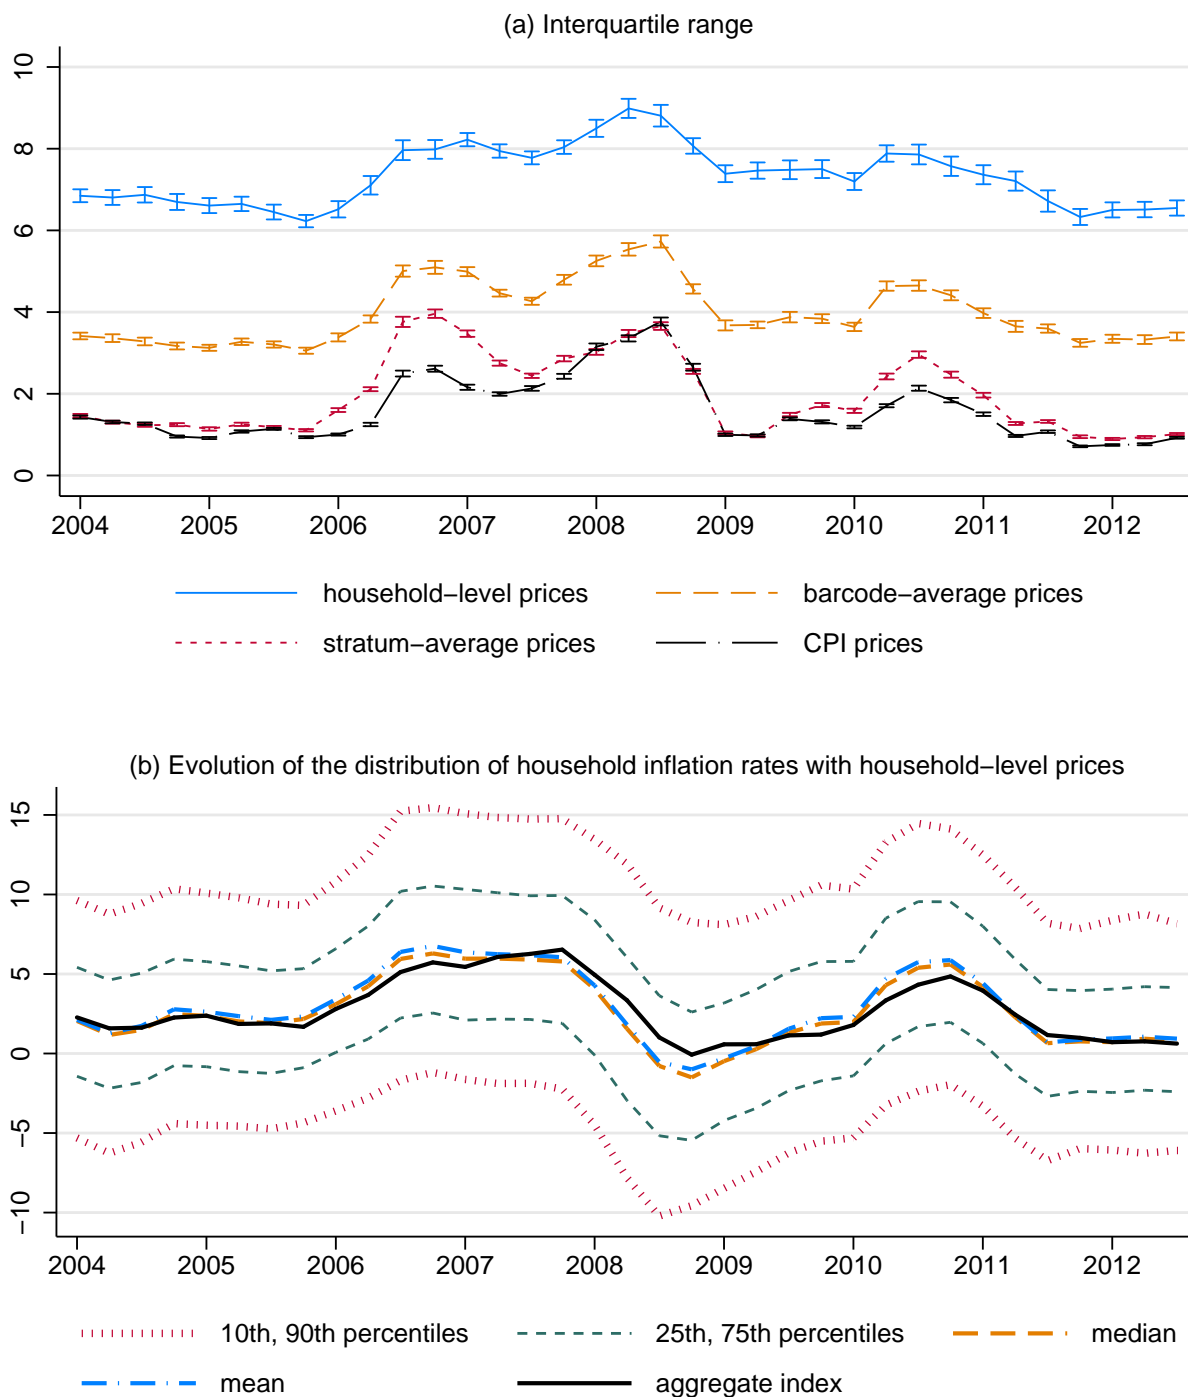 (a) Interquartile range
10
8
6
4
2
0
2004 2005 2006 2007 2008 2009 2010 2011 2012
household−level prices barcode−average prices
stratum−average prices CPI prices
(b) Evolution of the distribution of household inflation rates with household−level prices
15
10
5
0
−5
−10
2004 2005 2006 2007 2008 2009 2010 2011 2012
10th, 90th percentiles 25th, 75th percentiles median
mean aggregate index